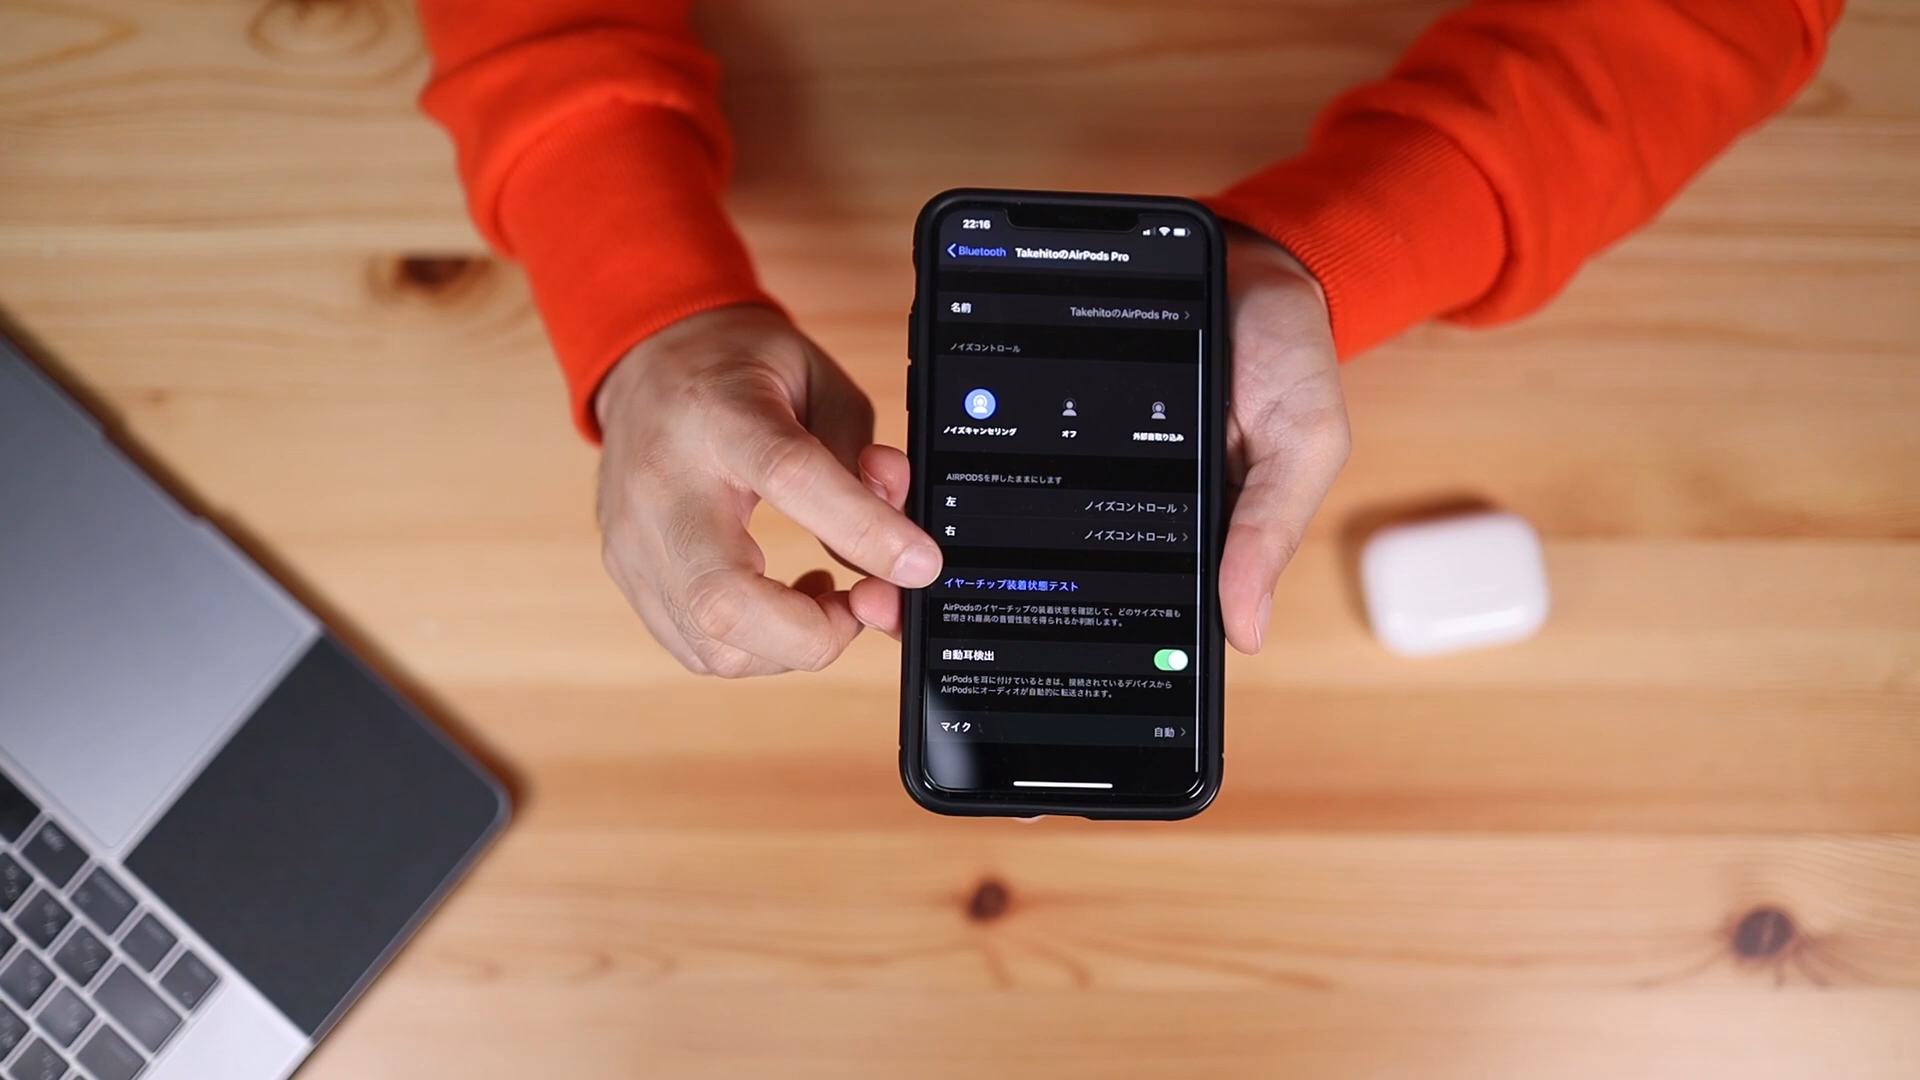 22:16
Bluetooth TakehitoのAirPods Pro
名前 TakehitoのAirPods Pro
ノイズコントロール
ノイズキャンセリング オフ 外部音取り込み
AIRPODSを押したままにします
左 ノイズコントロール
右 ノイズコントロール
イヤーチップ装着状態テスト
AirPodsのイヤーチップの装着状態を確認して、どのサイズで最も
密閉され最高の音響性能を得られるか判断します。
自動耳検出
AirPodsを耳に付けているときは、接続されているデバイスから
AirPodsにオーディオが自動的に転送されます。
マイク 自動